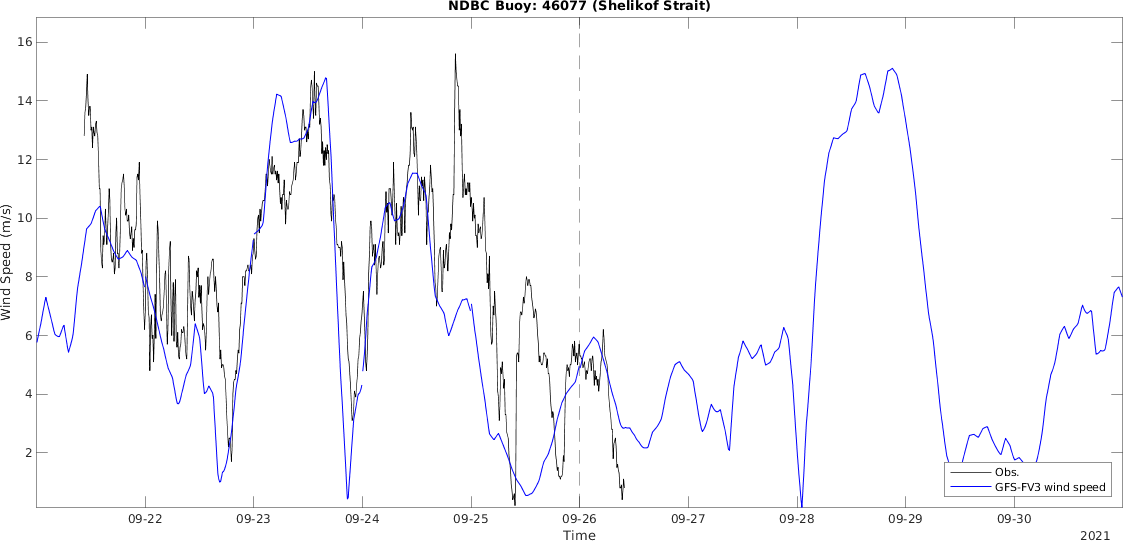 NDBC Buoy: 46077 (Shelikof Strait)
16
14
12
10
8
6
4
2
Wind Speed (m/s)
Obs.
GFS-FV3 wind speed
09-22 09-23 09-24 09-25 09-26 09-27 09-28 09-29 09-30
Time
2021